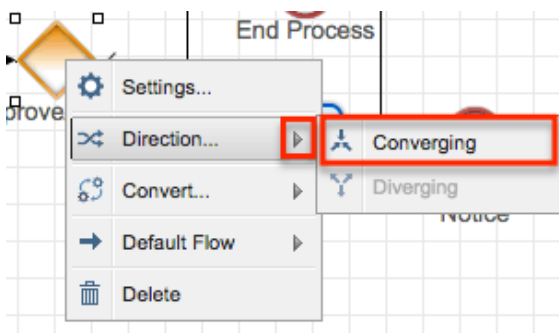 End Process
prove
Settings...
Direction...
Converging
Convert...
Diverging
Notice
Default Flow
Delete